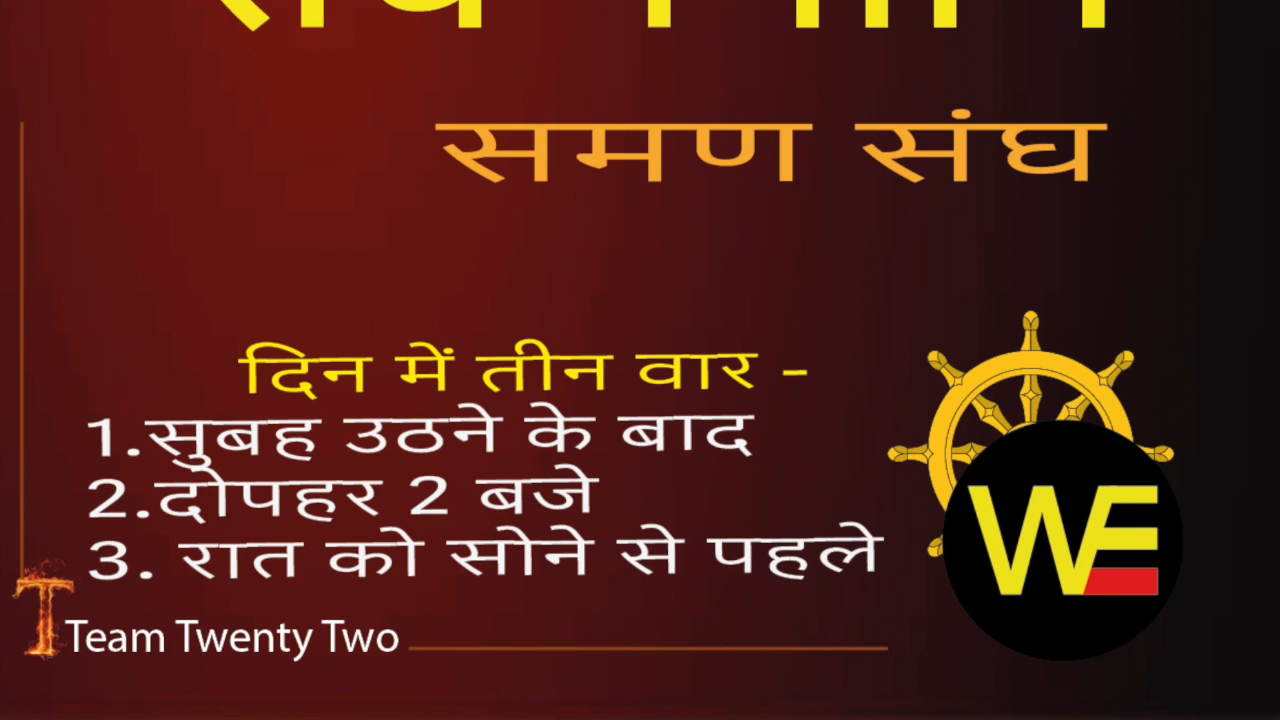 समण संघ
दिन में तीन वार -
1.सुबह उठने के बाद
2.दोपहर 2 बजे
3. रात को सोने से पहले
Team Twenty Two
WE